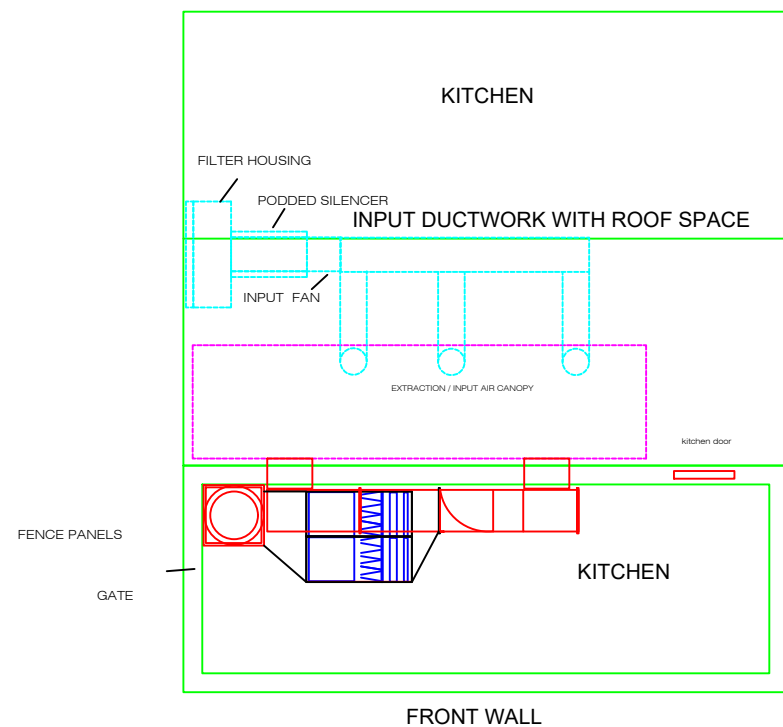 KITCHEN
FILTER HOUSING
PODDED SILENCER
INPUT DUCTWORK WITH ROOF SPACE
INPUT FAN
EXTRACTION / INPUT AIR CANOPY
kitchen door
FENCE PANELS
KITCHEN
GATE
FRONT WALL